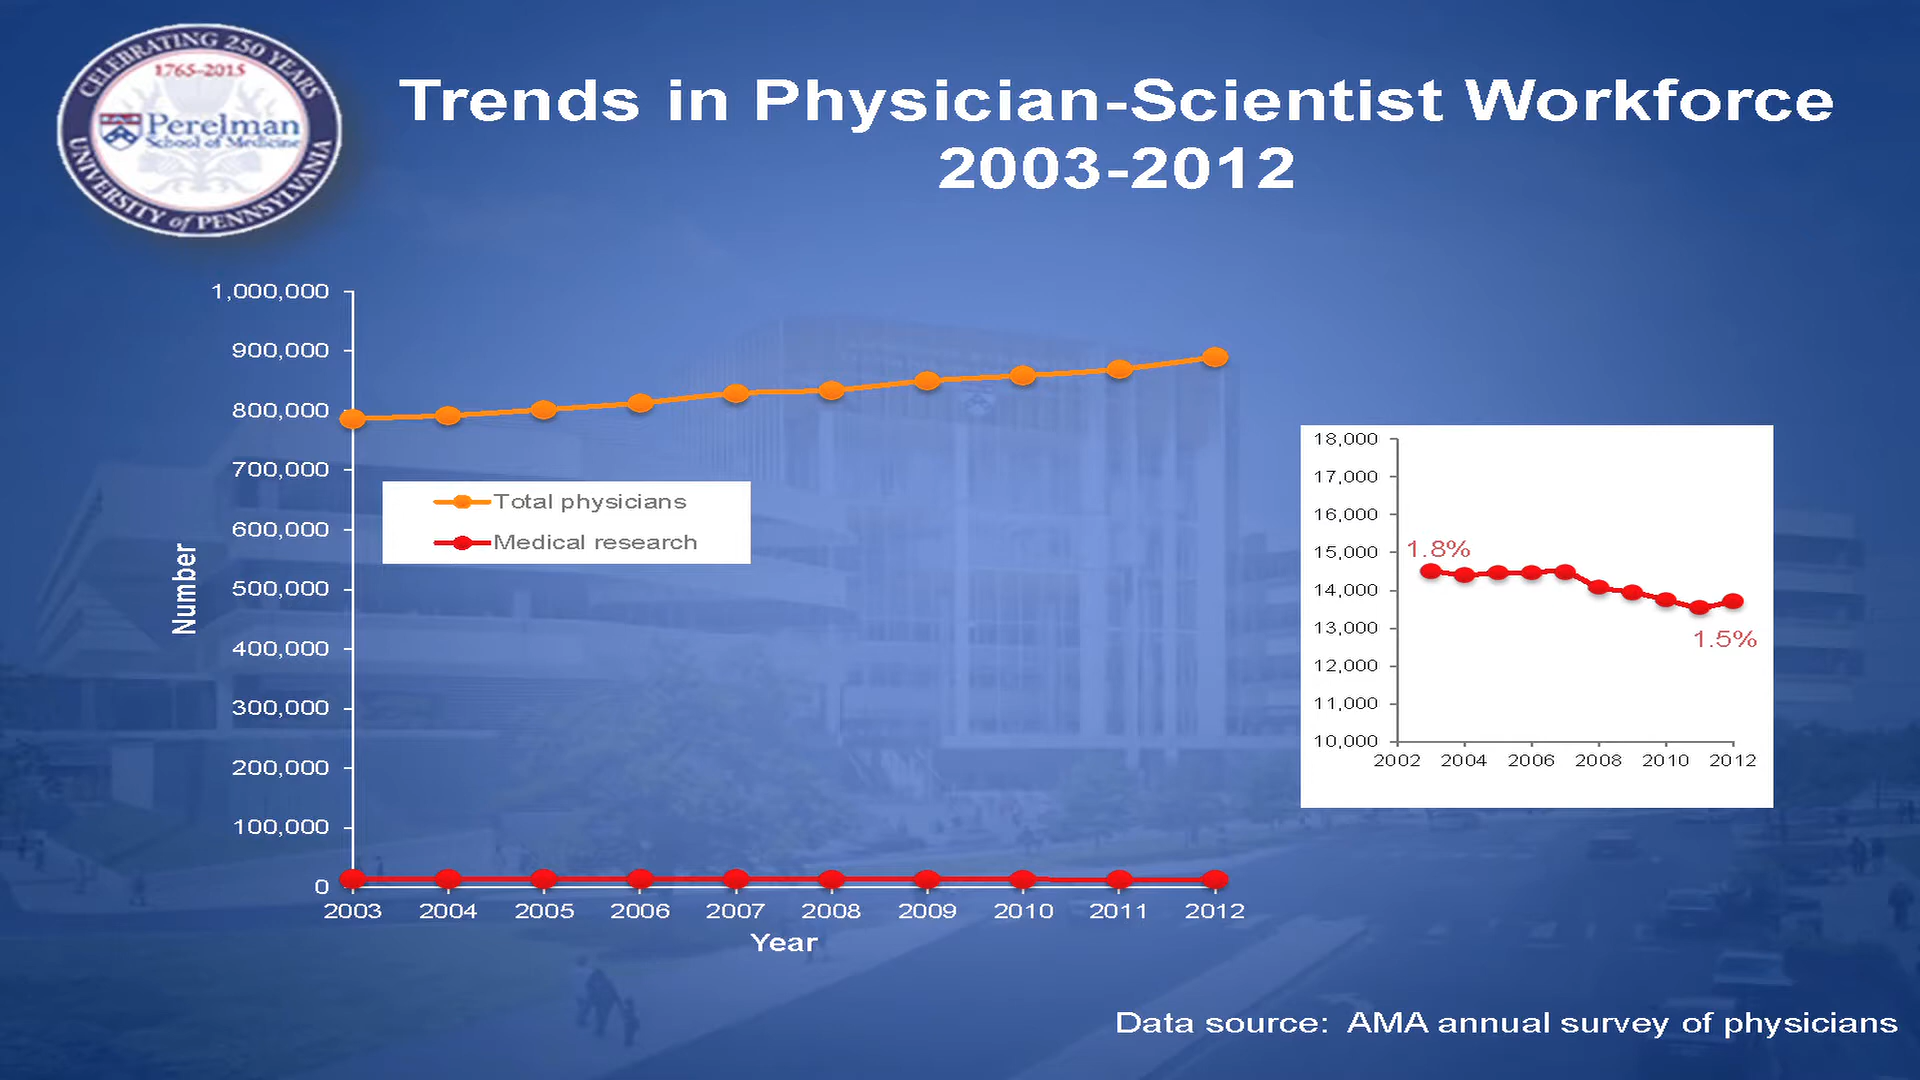 CELEBRATING 250 YEARS
1765-2015
Perelman
School of Medicine
UNIVERSITY of PENNSYLVANIA
Trends in Physician-Scientist Workforce
2003-2012
1,000,000
900,000
800,000
700,000
600,000
500,000
400,000
300,000
200,000
100,000
0
Number
Total physicians
Medical research
2003 2004 2005 2006 2007 2008 2009 2010 2011 2012
Year
18,000
17,000
16,000
15,000
14,000
13,000
12,000
11,000
10,000
1.8%
1.5%
2002 2004 2006 2008 2010 2012
Data source: AMA annual survey of physicians